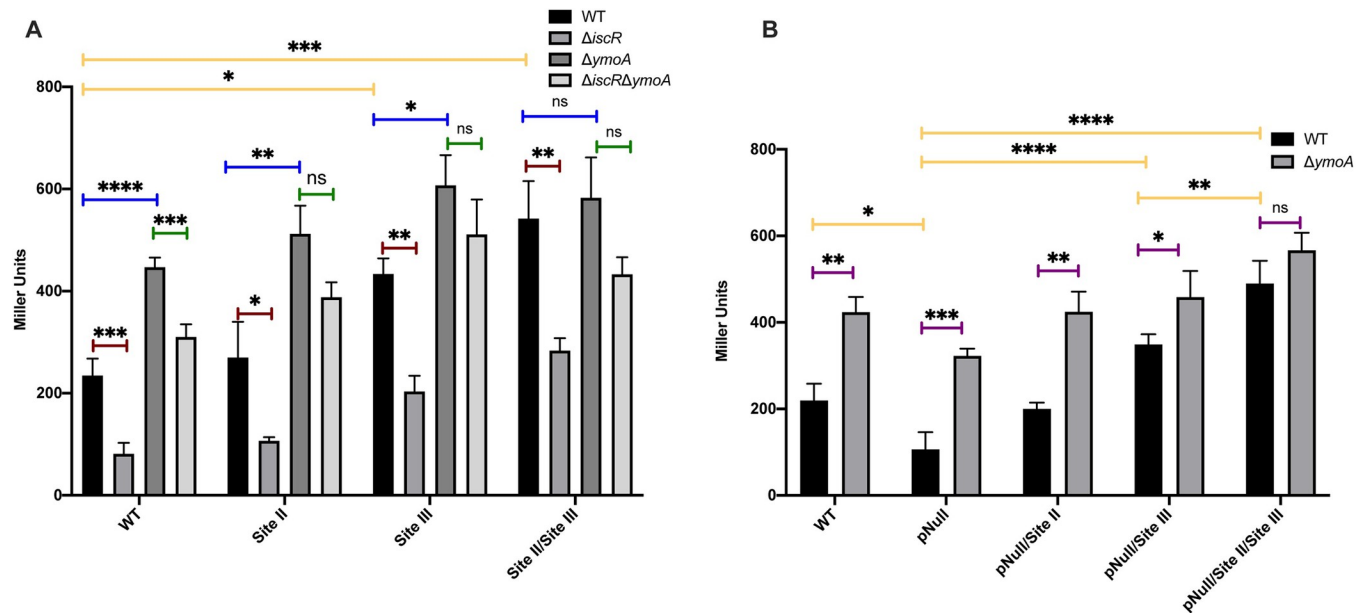 A
WT
ΔiscR
ΔymoA
ΔiscRΔymoA
***
*
800
600
400
200
0
Miller Units
****
***
***
**
ns
*
*
ns
**
ns
ns
**
WT
Site II
Site III
Site II/Site III
B
WT
ΔymoA
****
****
**
*
800
600
400
200
0
Miller Units
**
***
**
*
ns
WT
pNull
pNull/Site II
pNull/Site III
pNull/Site II/Site III